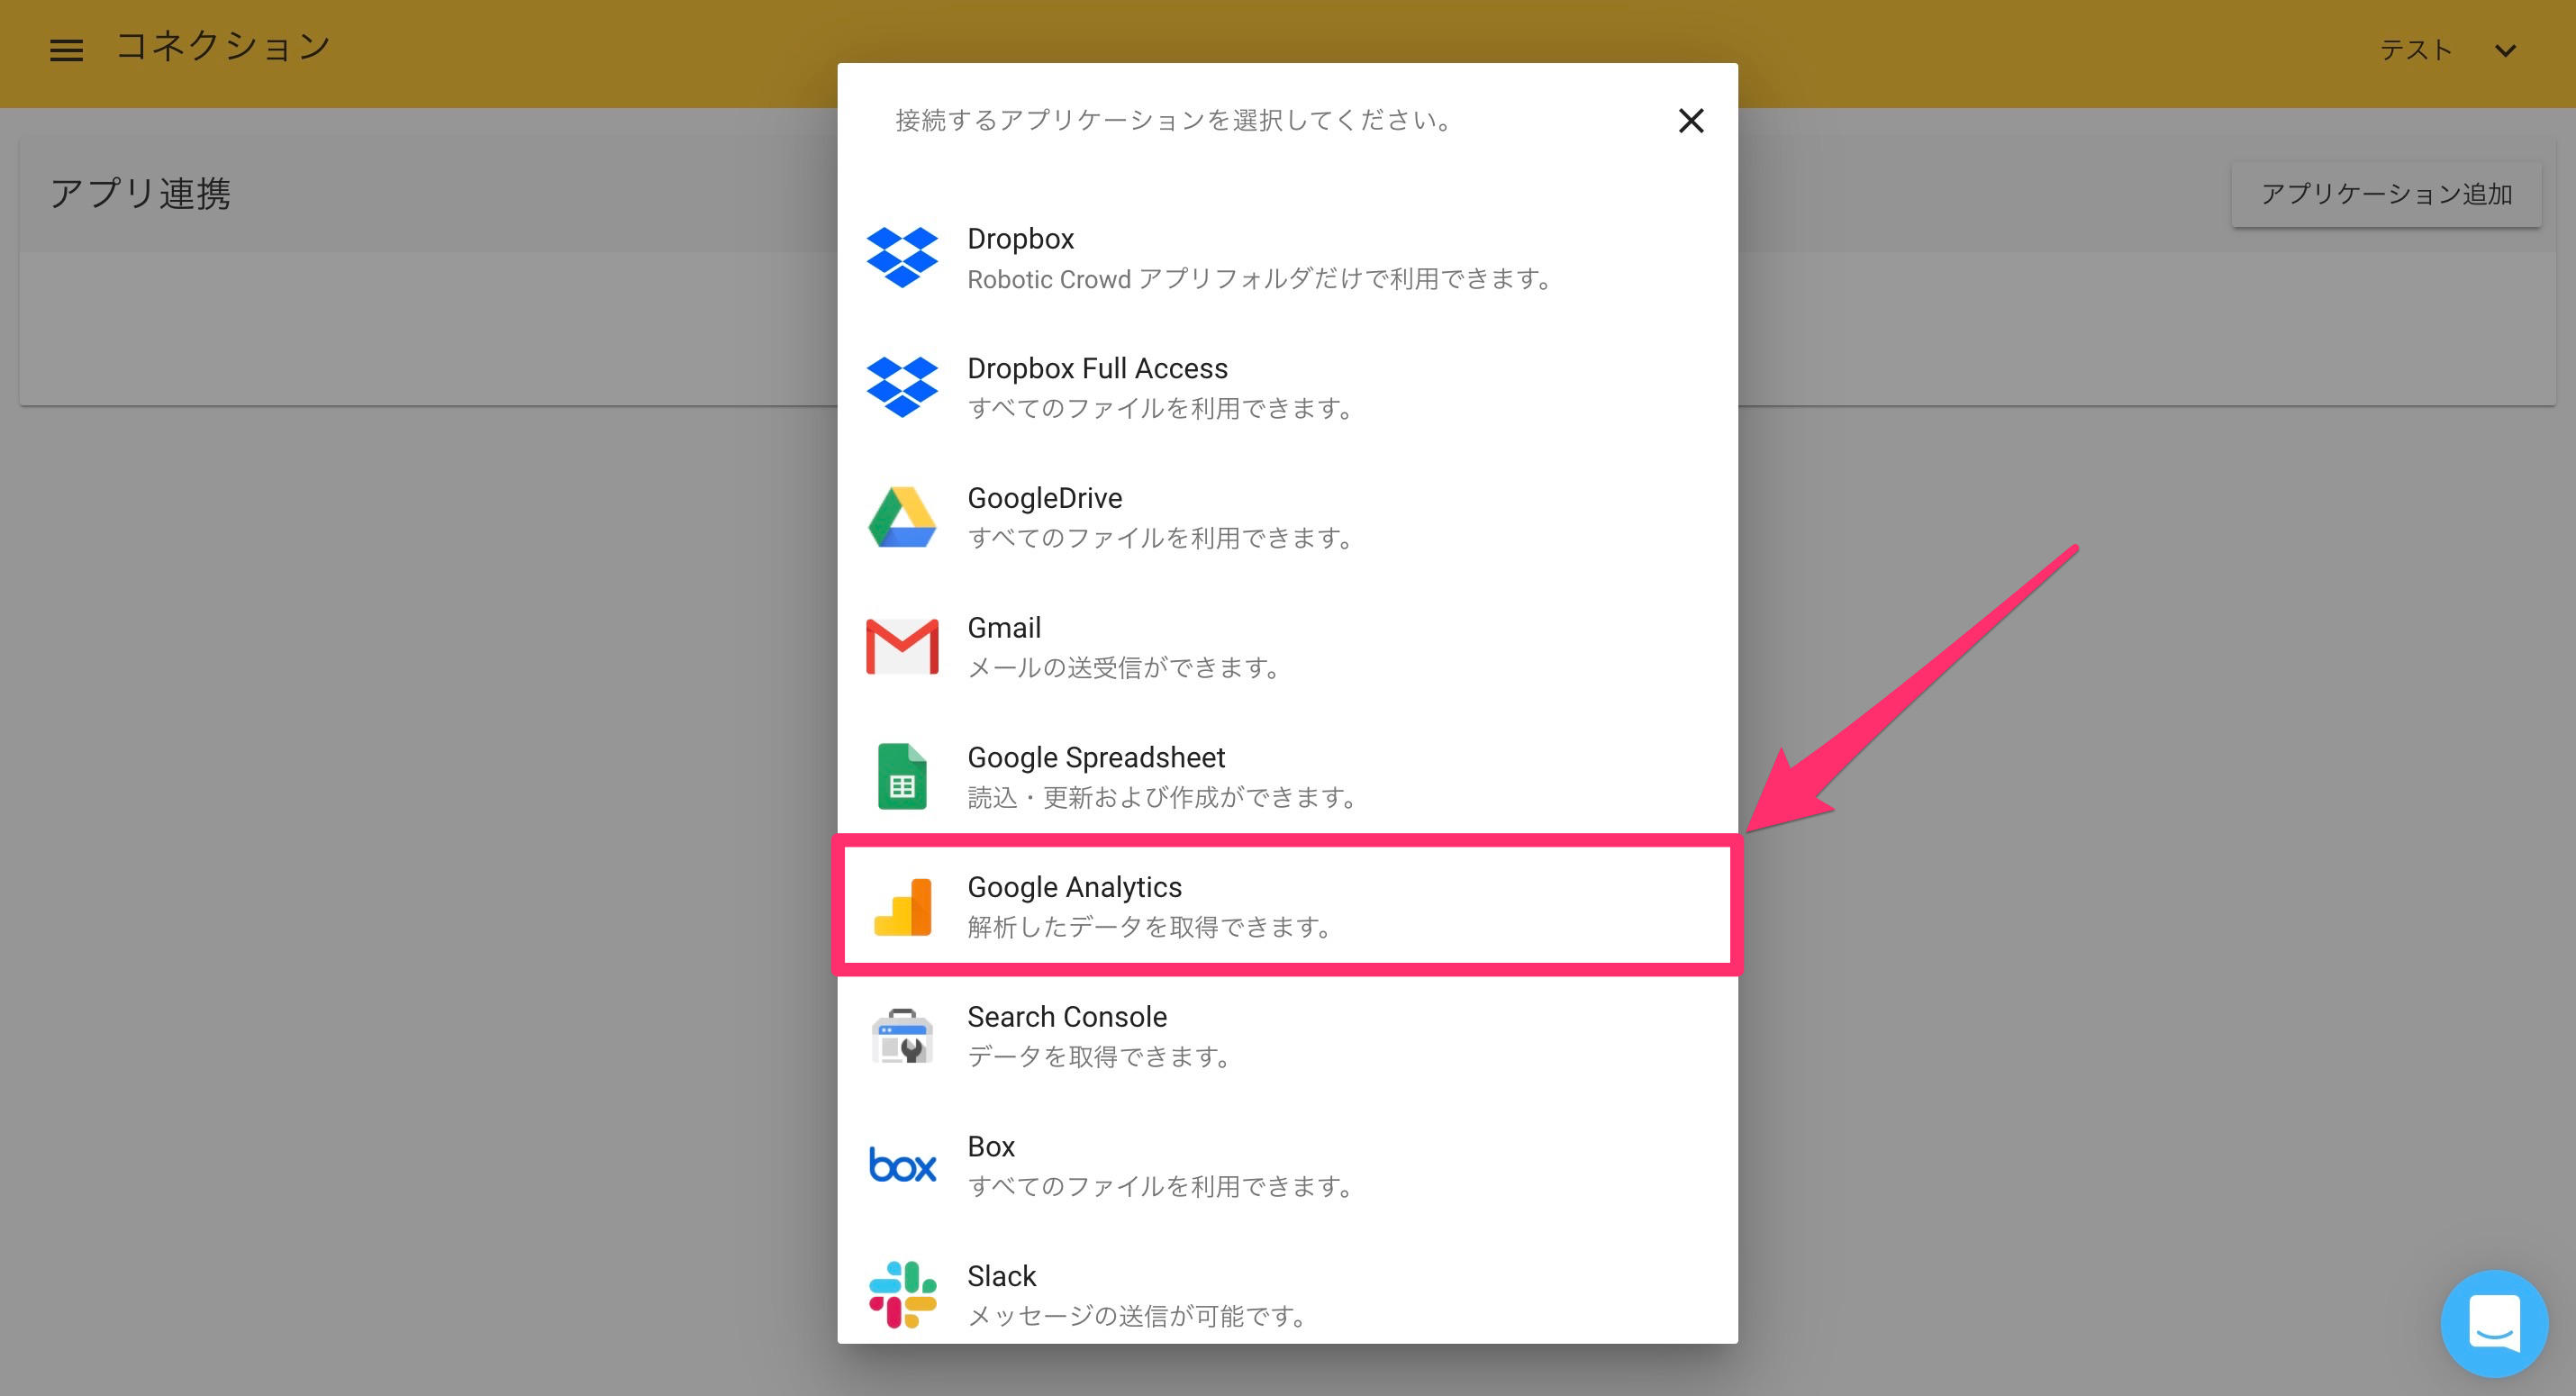 コネクション
テスト
アプリ連携
アプリケーション追加
接続するアプリケーションを選択してください。
Dropbox
Robotic Crowd アプリフォルダだけで利用できます。
Dropbox Full Access
すべてのファイルを利用できます。
GoogleDrive
すべてのファイルを利用できます。
Gmail
メールの送受信ができます。
Google Spreadsheet
読込・更新および作成ができます。
Google Analytics
解析したデータを取得できます。
Search Console
データを取得できます。
box
Box
すべてのファイルを利用できます。
Slack
メッセージの送信が可能です。